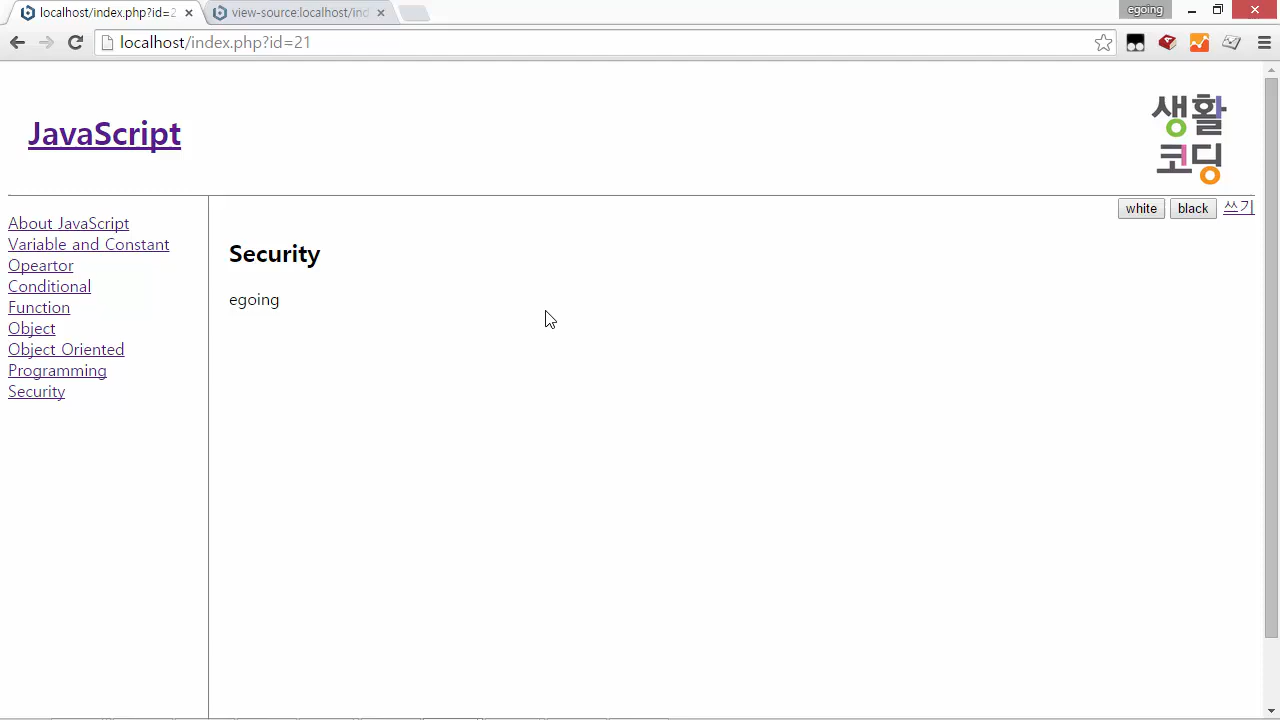 localhost/index.php?id=2
view-source:localhost/ind
egoing
localhost/index.php?id=21
JavaScript
생활
코딩
white black 쓰기
About JavaScript
Variable and Constant
Opeartor
Conditional
Function
Object
Object Oriented
Programming
Security
Security
egoing